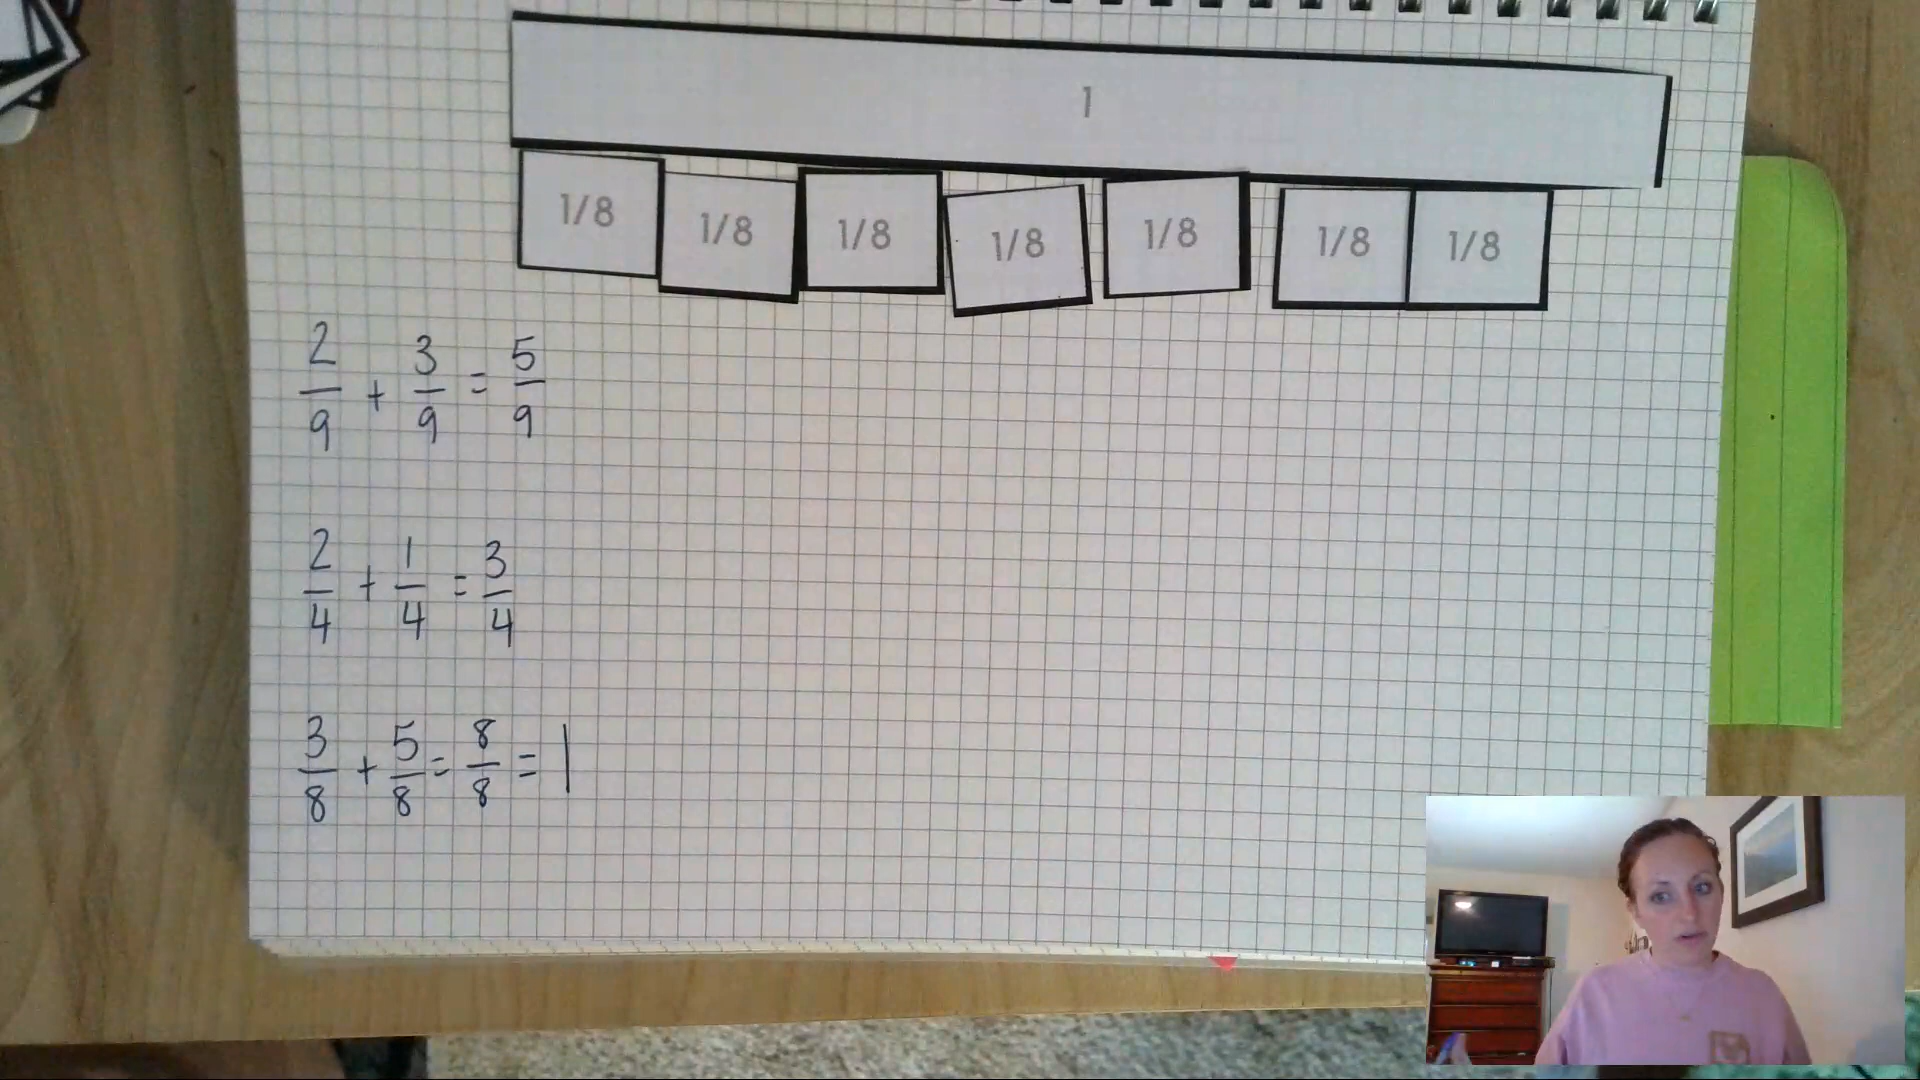 1
1/8 1/8 1/8 1/8 1/8 1/8 1/8
2/9 + 3/9 = 5/9
2/4 + 1/4 = 3/4
3/8 + 5/8 = 8/8 = 1